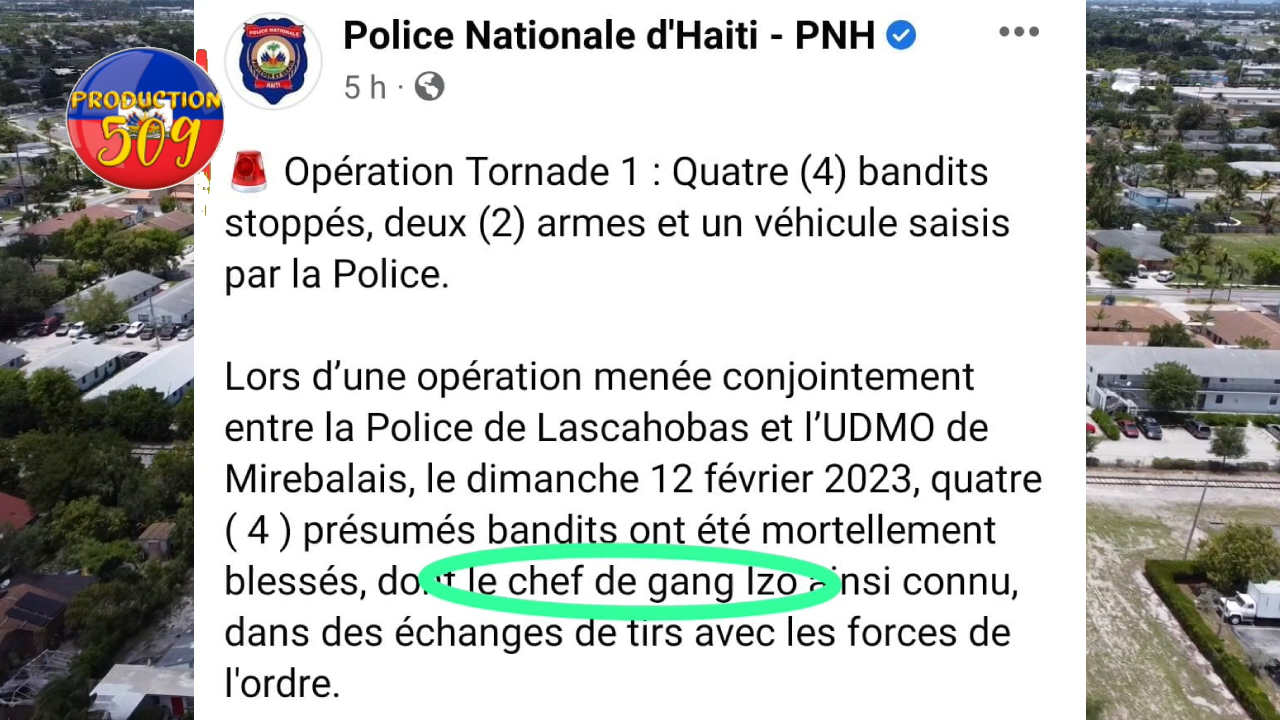 POLICE NATIONALE
HAITI
Police Nationale d'Haiti - PNH
5 h ·
PRODUCTION
509
Opération Tornade 1 : Quatre (4) bandits
stoppés, deux (2) armes et un véhicule saisis
par la Police.
Lors d’une opération menée conjointement
entre la Police de Lascahobas et l’UDMO de
Mirebalais, le dimanche 12 février 2023, quatre
( 4 ) présumés bandits ont été mortellement
blessés, dont le chef de gang Izo ainsi connu,
dans des échanges de tirs avec les forces de
l'ordre.